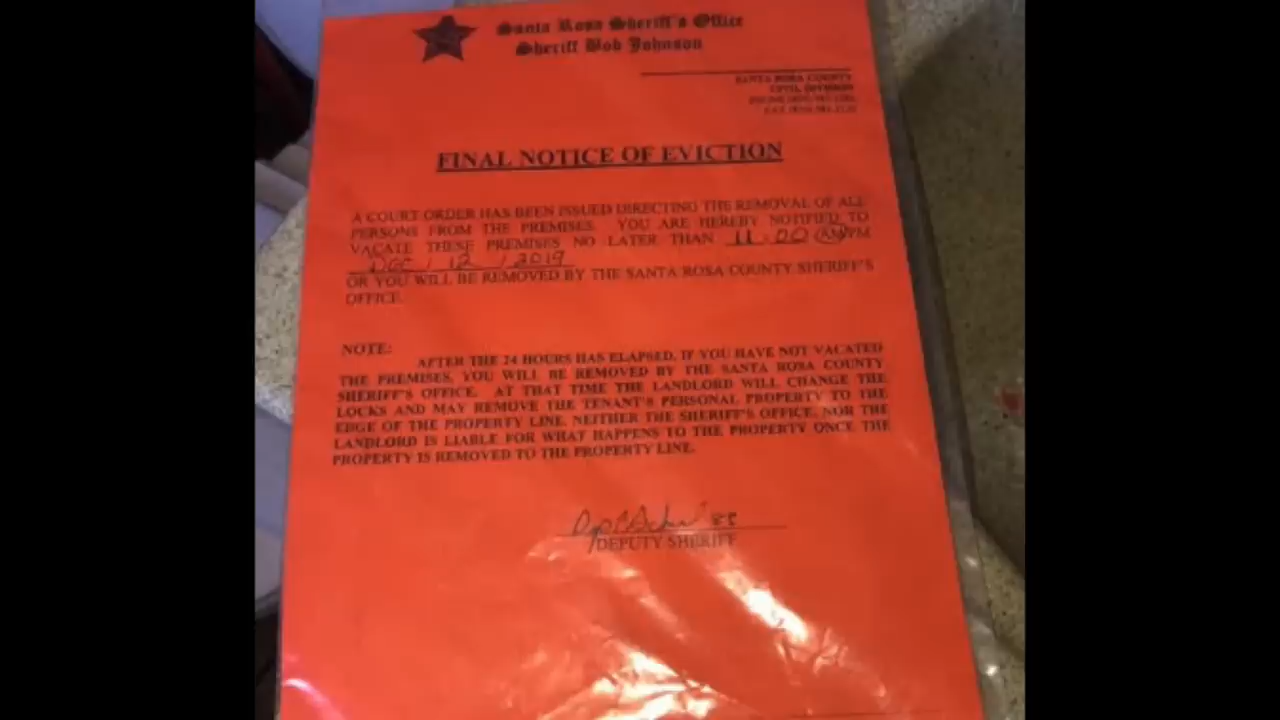 Santa Rosa Sheriff's Office
Sheriff Bob Johnson
SANTA ROSA COUNTY
CIVIL DIVISION
FINAL NOTICE OF EVICTION
A COURT ORDER HAS BEEN ISSUED DIRECTING THE REMOVAL OF ALL
PERSONS FROM THE PREMISES. YOU ARE HEREBY NOTIFIED TO
VACATE THESE PREMISES NO LATER THAN 11:00 AM/PM
DEC / 12 / 2019
OR YOU WILL BE REMOVED BY THE SANTA ROSA COUNTY SHERIFF'S
OFFICE.
NOTE:
AFTER THE 24 HOURS HAS ELAPSED, IF YOU HAVE NOT VACATED
THE PREMISES, YOU WILL BE REMOVED BY THE SANTA ROSA COUNTY
SHERIFF'S OFFICE. AT THAT TIME THE LANDLORD WILL CHANGE THE
LOCKS AND MAY REMOVE THE TENANT'S PERSONAL PROPERTY TO THE
EDGE OF THE PROPERTY LINE. NEITHER THE SHERIFF'S OFFICE, NOR THE
LANDLORD IS LIABLE FOR WHAT HAPPENS TO THE PROPERTY ONCE THE
PROPERTY IS REMOVED TO THE PROPERTY LINE.
DEPUTY SHERIFF